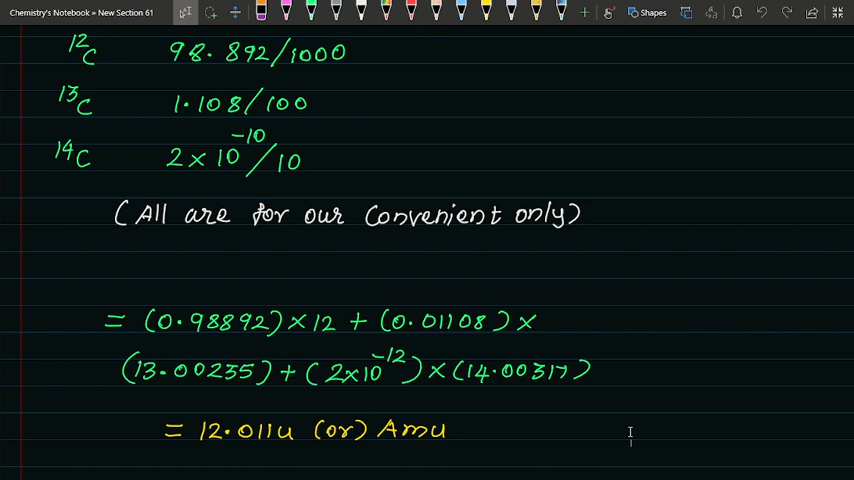 Chemistry's Notebook » New Section 61
Shapes
¹²C 98.892/1000
¹³C 1.108/100
¹⁴C 2 × 10⁻¹⁰/10
(All are for our convenient only)
= (0.98892) × 12 + (0.01108) ×
(13.00235) + (2×10⁻¹²) × (14.00317)
= 12.011u (or) Amu